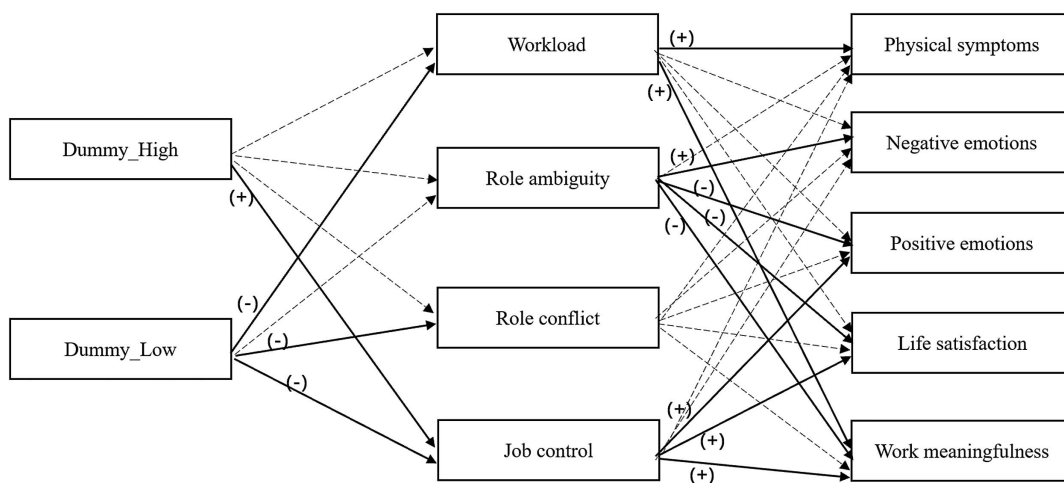 Workload
(+)
Physical symptoms
(+)
Dummy_High
(+)
Role ambiguity
(+)
(-)
(-)
(-)
Negative emotions
Positive emotions
Dummy_Low
(-)
(-)
(-)
Role conflict
Life satisfaction
Job control
(+)
(+)
(+)
Work meaningfulness